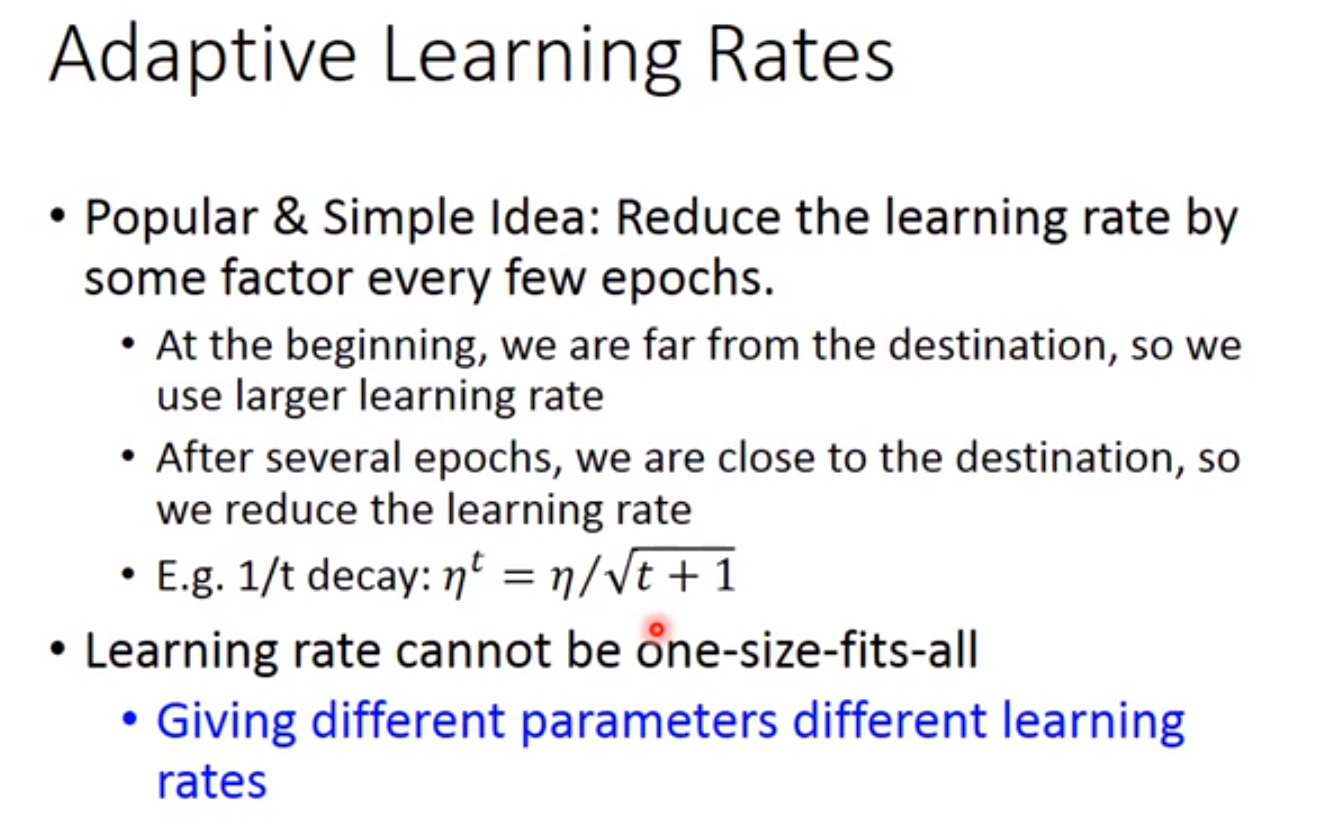 Adaptive Learning Rates
• Popular & Simple Idea: Reduce the learning rate by
some factor every few epochs.
• At the beginning, we are far from the destination, so we
use larger learning rate
• After several epochs, we are close to the destination, so
we reduce the learning rate
• E.g. 1/t decay: ηᵗ = η/√(t + 1)
• Learning rate cannot be one-size-fits-all
• Giving different parameters different learning
rates